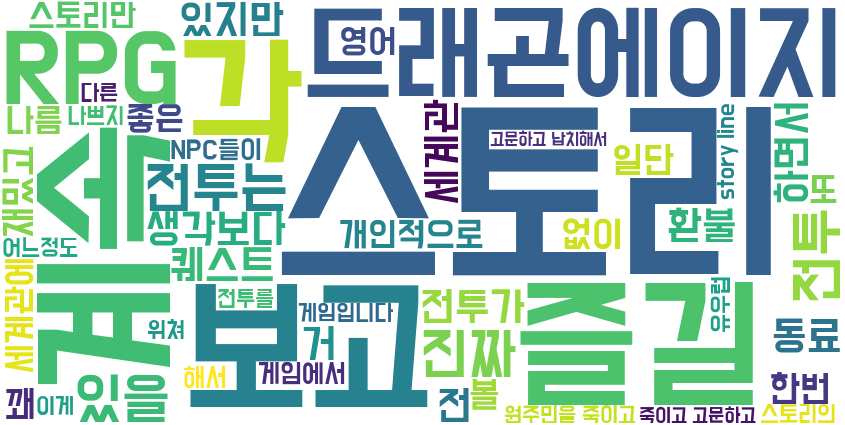 스토리만
있지만
영어
드래곤에이지
RPG
각
다른
나름
나쁘지
좋은
NPC들이
세계관
고문하고 납치해서
일단
story line
하면서
스토리
재밌고
계속
전투는
또
생각보다
개인적으로
없이
환불
전투
어느정도
퀘스트
세계관에
보고
전투를
게임입니다
전투가
즐길
유우럽
위쳐
거
진짜
동료
해서
게임에서
꽤
이게
있을
전
볼
한번
원주민을 죽이고
죽이고 고문하고
스토리의